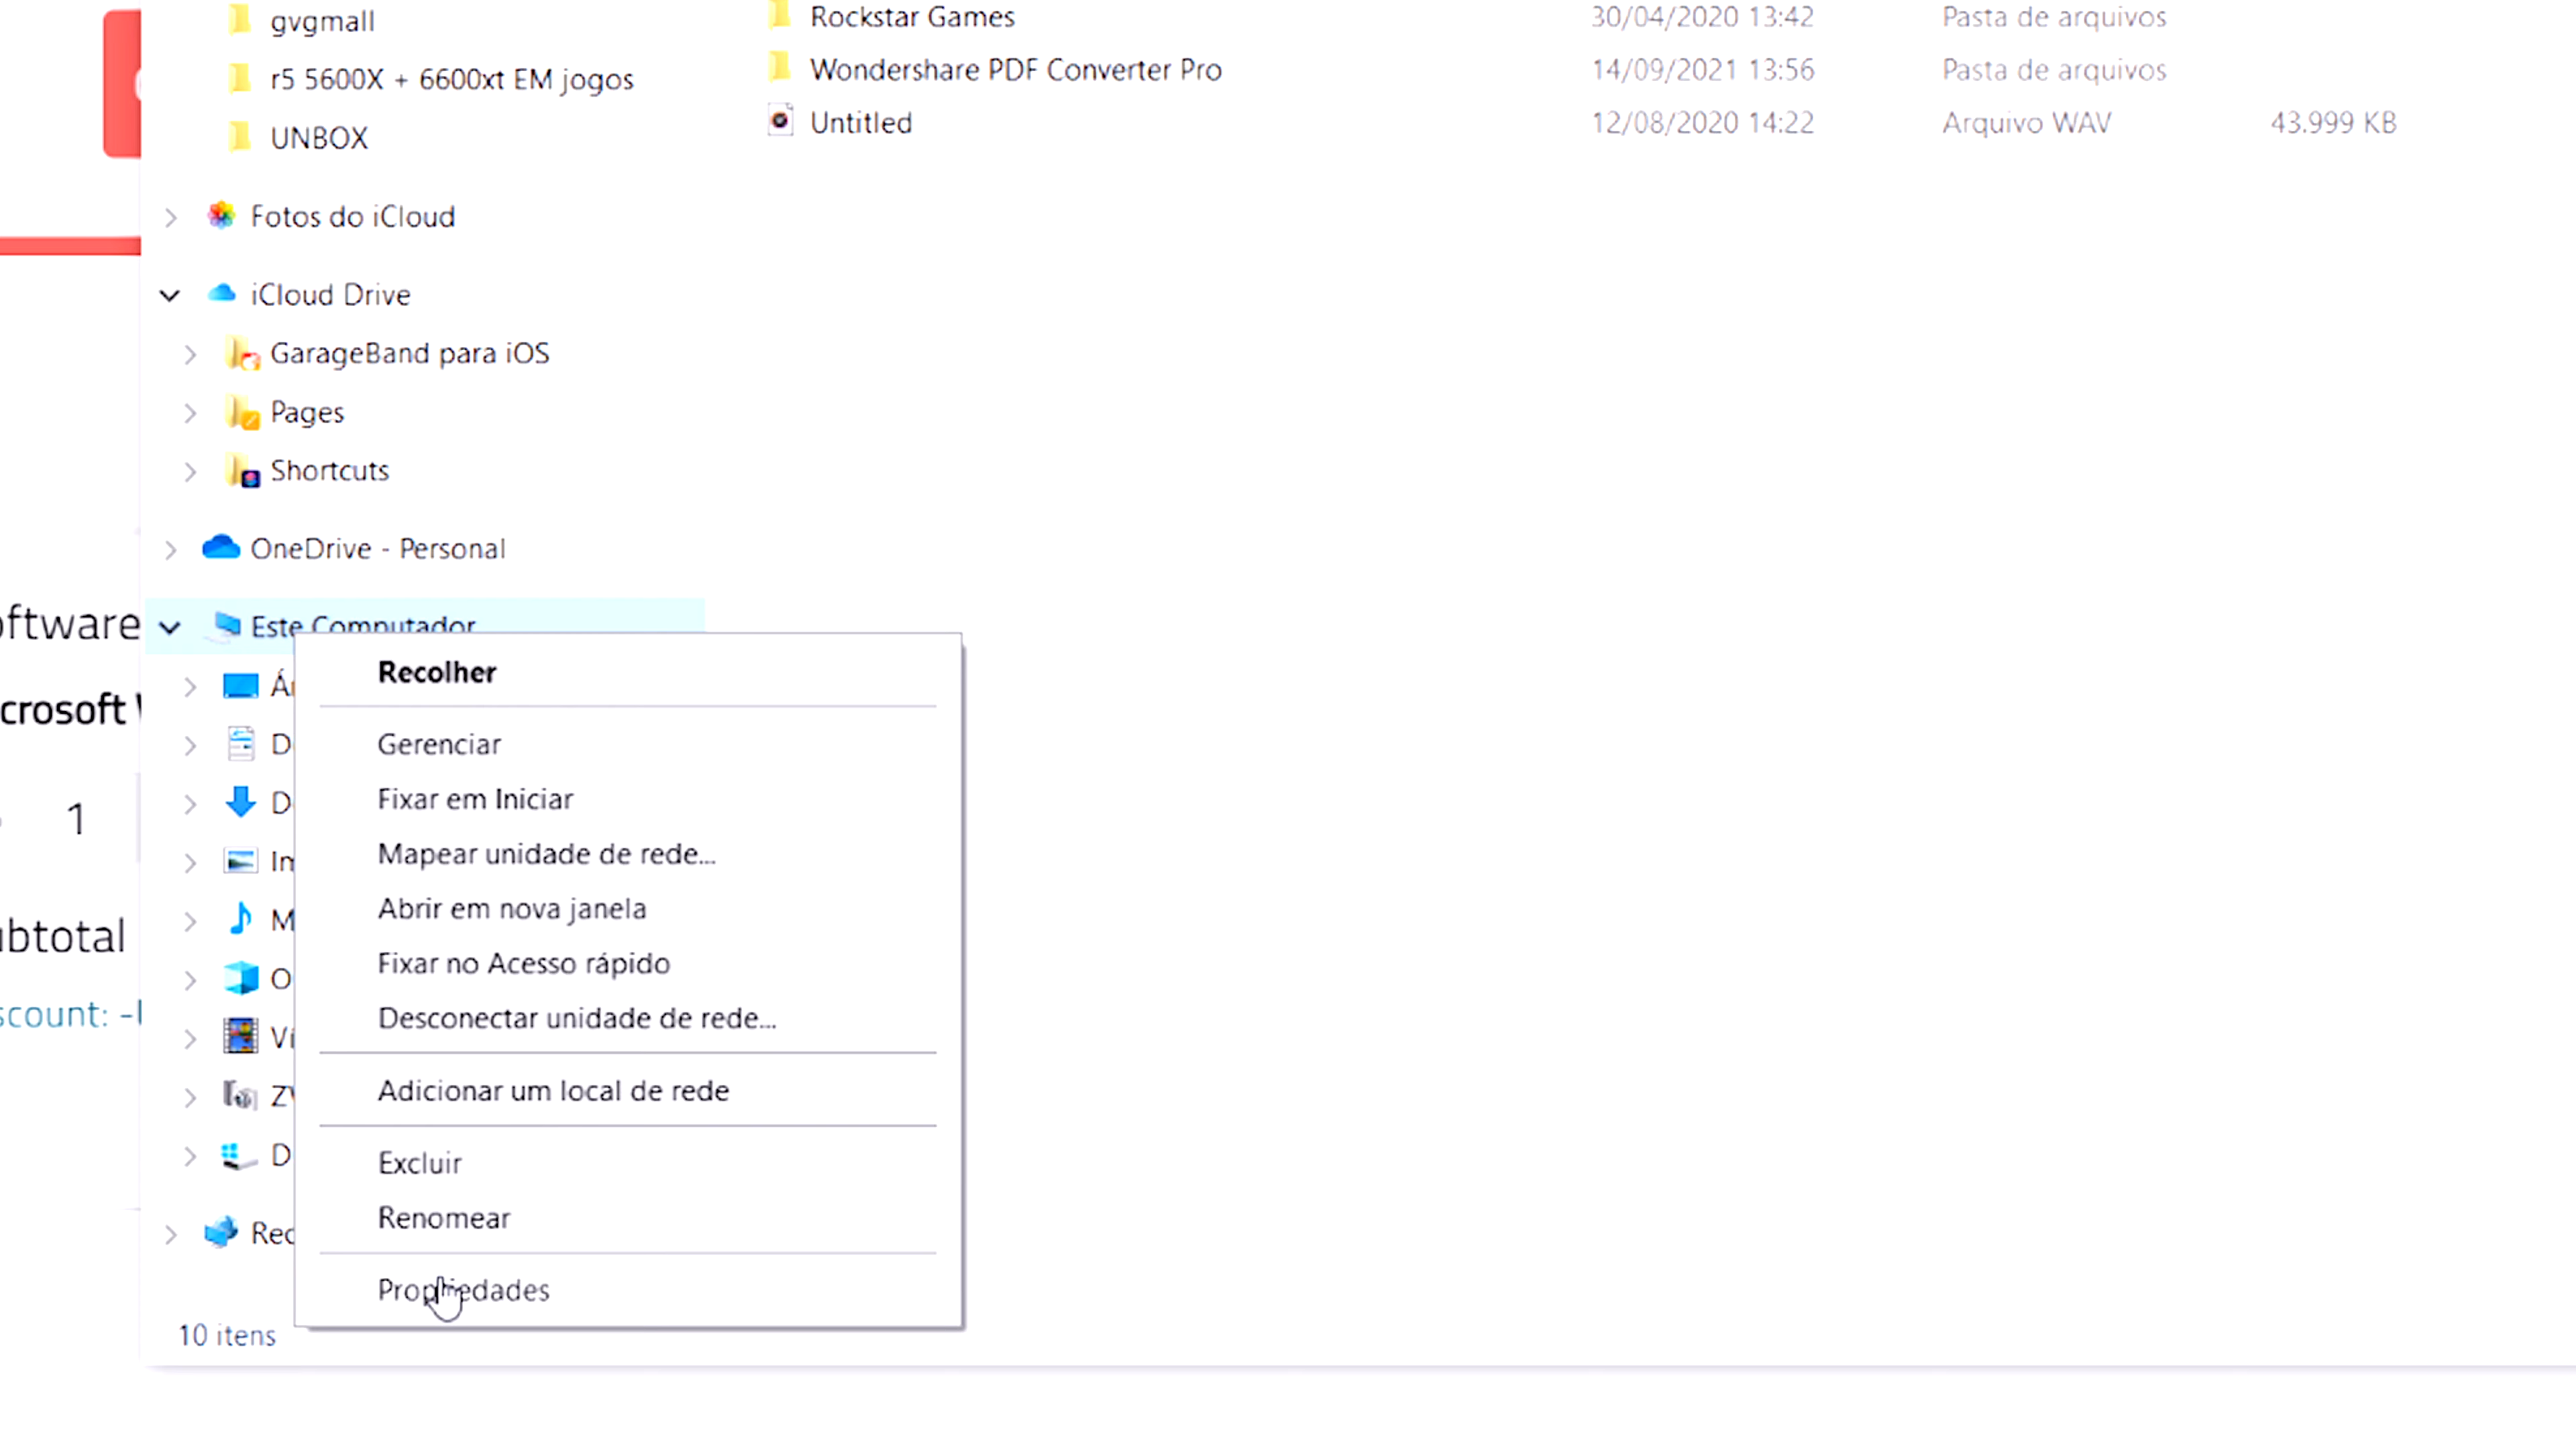 gvgmall
r5 5600X + 6600xt EM jogos
UNBOX
Rockstar Games 30/04/2020 13:42 Pasta de arquivos
Wondershare PDF Converter Pro 14/09/2021 13:56 Pasta de arquivos
Untitled 12/08/2020 14:22 Arquivo WAV 43.999 KB
Fotos do iCloud
iCloud Drive
GarageBand para iOS
Pages
Shortcuts
OneDrive - Personal
Este Computador
Recolher
Gerenciar
Fixar em Iniciar
Mapear unidade de rede...
Abrir em nova janela
Fixar no Acesso rápido
Desconectar unidade de rede...
Adicionar um local de rede
Excluir
Renomear
Propriedades
10 itens
1